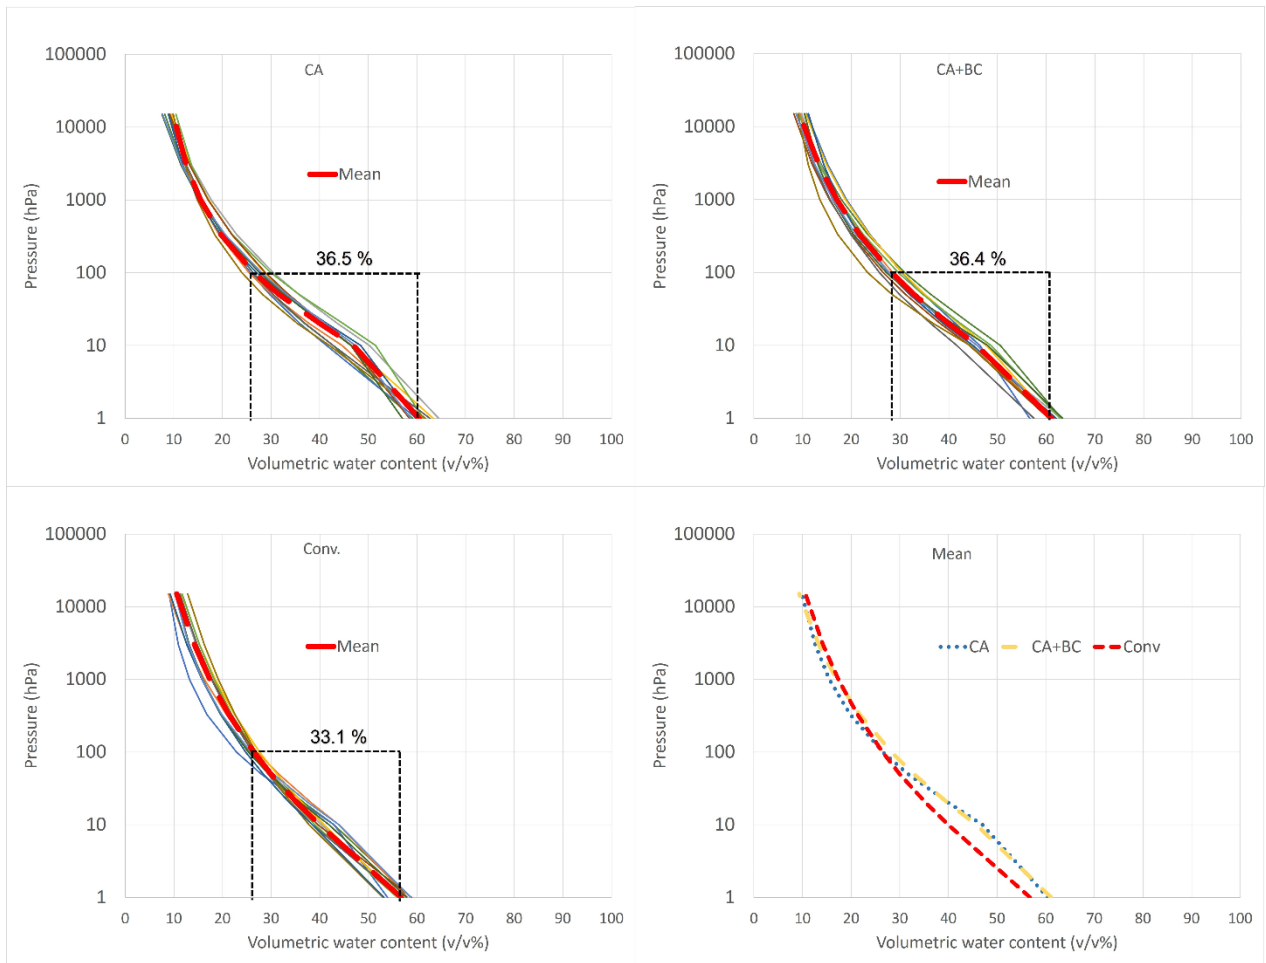 CA
100000
10000
1000
100
10
1
Pressure (hPa)
Mean
36.5 %
0 10 20 30 40 50 60 70 80 90 100
Volumetric water content (v/v%)
CA+BC
100000
10000
1000
100
10
1
Pressure (hPa)
Mean
36.4 %
0 10 20 30 40 50 60 70 80 90 100
Volumetric water content (v/v%)
Conv.
100000
10000
1000
100
10
1
Pressure (hPa)
Mean
33.1 %
0 10 20 30 40 50 60 70 80 90 100
Volumetric water content (v/v%)
Mean
100000
10000
1000
100
10
1
Pressure (hPa)
CA CA+BC Conv
0 10 20 30 40 50 60 70 80 90 100
Volumetric water content (v/v%)